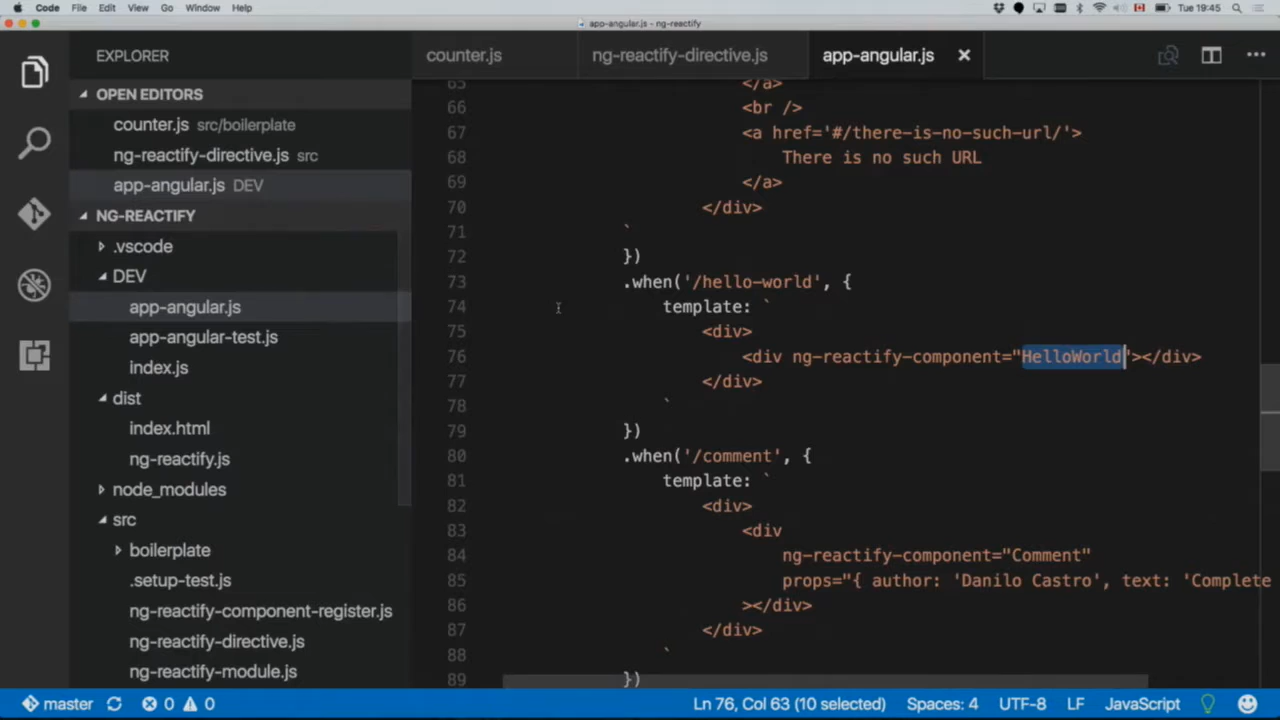 Code File Edit View Go Window Help Tue 19:45
app-angular.js - ng-reactify
EXPLORER
OPEN EDITORS
counter.js src/boilerplate
ng-reactify-directive.js src
app-angular.js DEV
NG-REACTIFY
.vscode
DEV
app-angular.js
app-angular-test.js
index.js
dist
index.html
ng-reactify.js
node_modules
src
boilerplate
.setup-test.js
ng-reactify-component-register.js
ng-reactify-directive.js
ng-reactify-module.js
counter.js ng-reactify-directive.js app-angular.js
65 </a>
66 <br />
67 <a href='#/there-is-no-such-url/'>
68 There is no such URL
69 </a>
70 </div>
71 `
72 })
73 .when('/hello-world', {
74 template: `
75 <div>
76 <div ng-reactify-component="HelloWorld"></div>
77 </div>
78 `
79 })
80 .when('/comment', {
81 template: `
82 <div>
83 <div
84 ng-reactify-component="Comment"
85 props="{ author: 'Danilo Castro', text: 'Complete
86 ></div>
87 </div>
88 `
89 })
master 0 0 Ln 76, Col 63 (10 selected) Spaces: 4 UTF-8 LF JavaScript